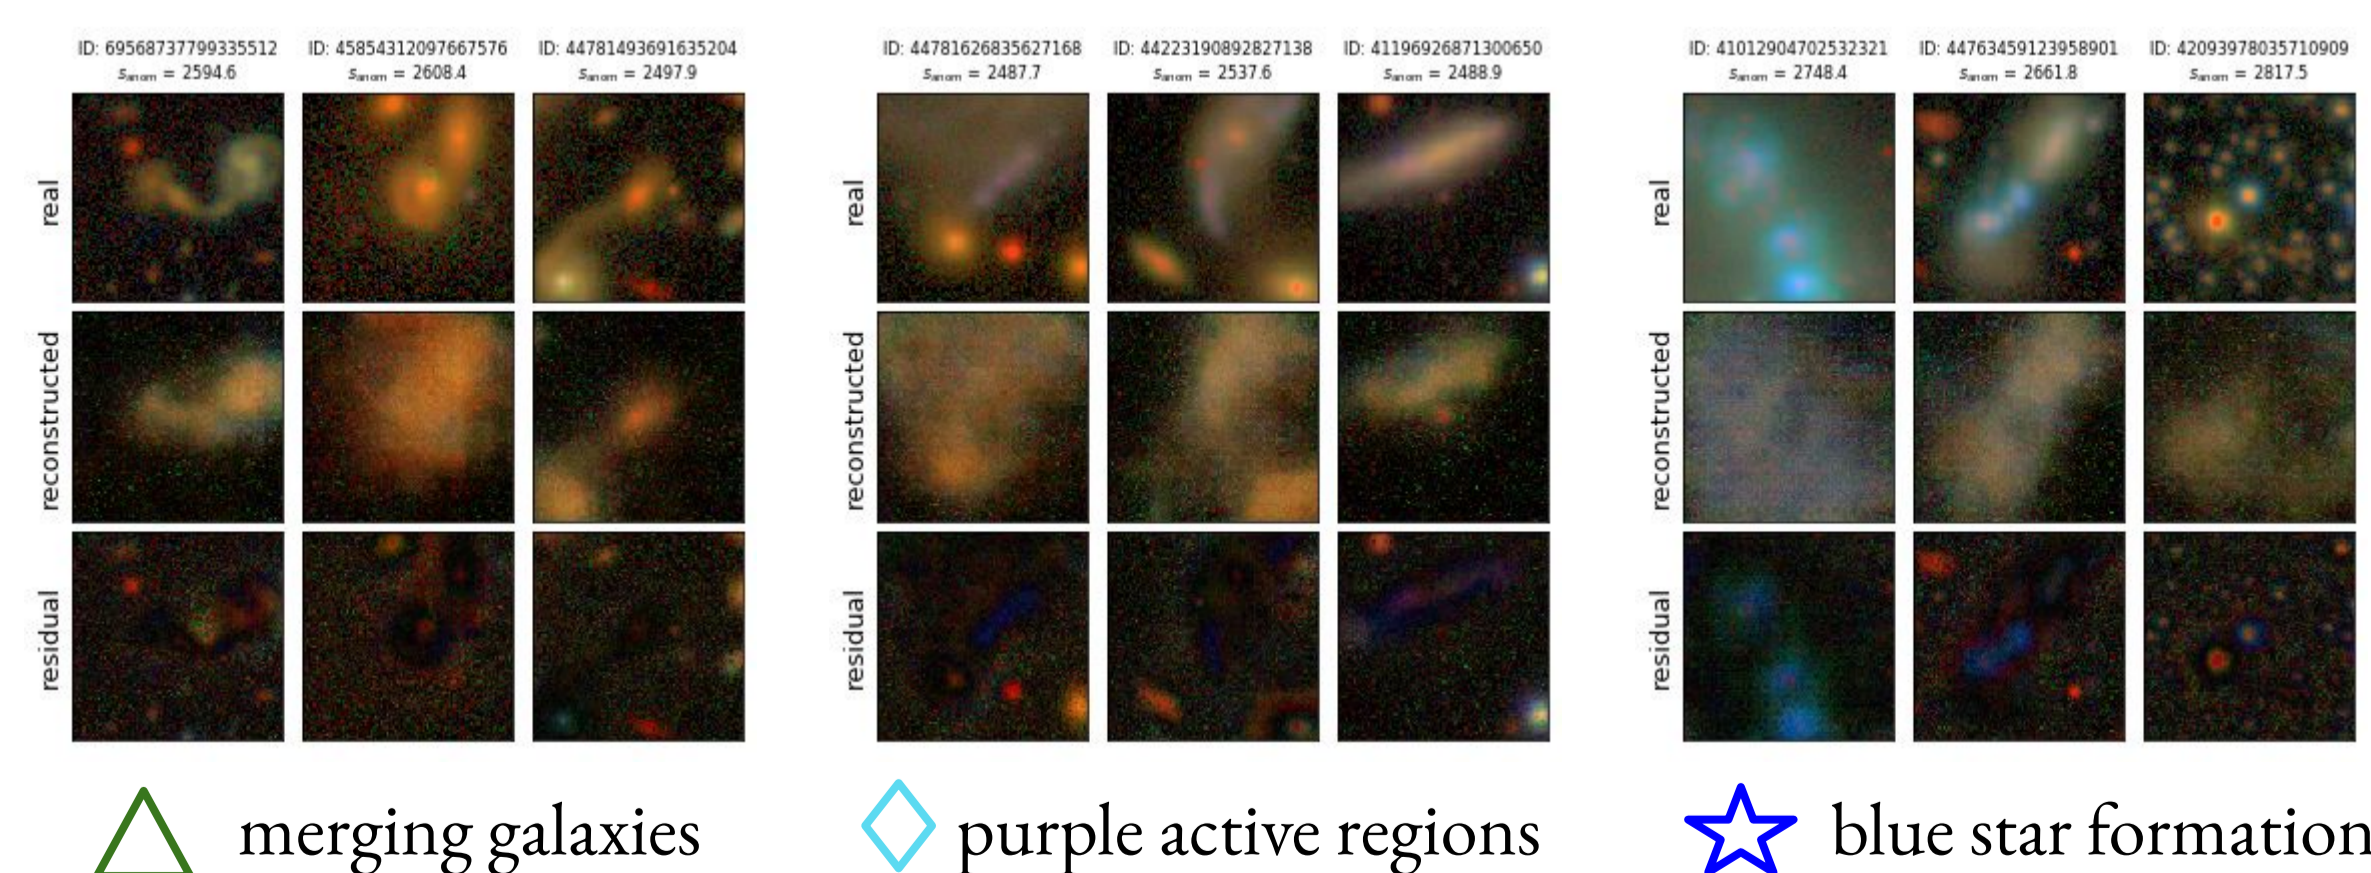 ID: 69568737799335512 ID: 45854312097667576 ID: 44781493691635204
s_anom = 2594.6 s_anom = 2608.4 s_anom = 2497.9
real
reconstructed
residual
merging galaxies
ID: 44781626835627168 ID: 44223190892827138 ID: 41196926871300650
s_anom = 2487.7 s_anom = 2537.6 s_anom = 2488.9
real
reconstructed
residual
purple active regions
ID: 41012904702532321 ID: 44763459123958901 ID: 42093978035710909
s_anom = 2748.4 s_anom = 2661.8 s_anom = 2817.5
real
reconstructed
residual
blue star formation